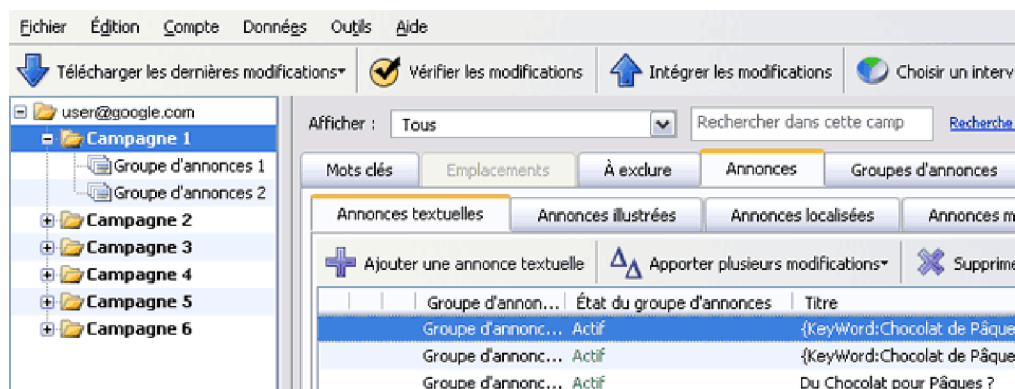 Fichier Édition Compte Données Outils Aide
Télécharger les dernières modifications Vérifier les modifications Intégrer les modifications Choisir un interv
user@google.com
Campagne 1
Groupe d'annonces 1
Groupe d'annonces 2
Campagne 2
Campagne 3
Campagne 4
Campagne 5
Campagne 6
Afficher : Tous Rechercher dans cette camp Recherche
Mots clés Emplacements À exclure Annonces Groupes d'annonces
Annonces textuelles Annonces illustrées Annonces localisées Annonces m
Ajouter une annonce textuelle Apporter plusieurs modifications Supprime
Groupe d'annon... État du groupe d'annonces Titre
Groupe d'annonc... Actif {KeyWord:Chocolat de Pâque
Groupe d'annonc... Actif {KeyWord:Chocolat de Pâque
Groupe d'annonc... Actif Du Chocolat pour Pâques ?